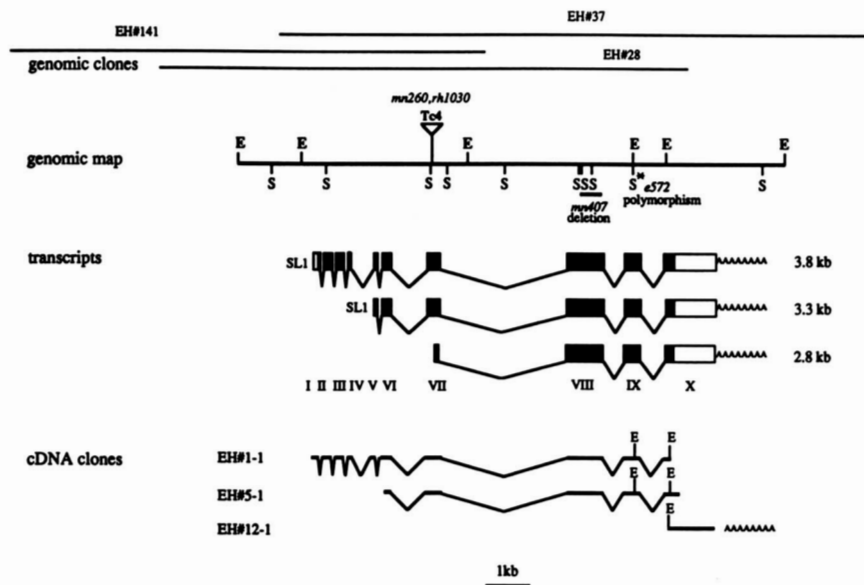 EH#37
EH#141
EH#28
genomic clones
mn260,rh1030
Tc4
E E E E E E
genomic map
S S S S S SSS S* e572 S
polymorphism
mn407
deletion
transcripts
SL1 3.8 kb
SL1 3.3 kb
2.8 kb
I II III IV V VI VII VIII IX X
E E
cDNA clones
EH#1-1
E E
EH#5-1
E
EH#12-1
1kb